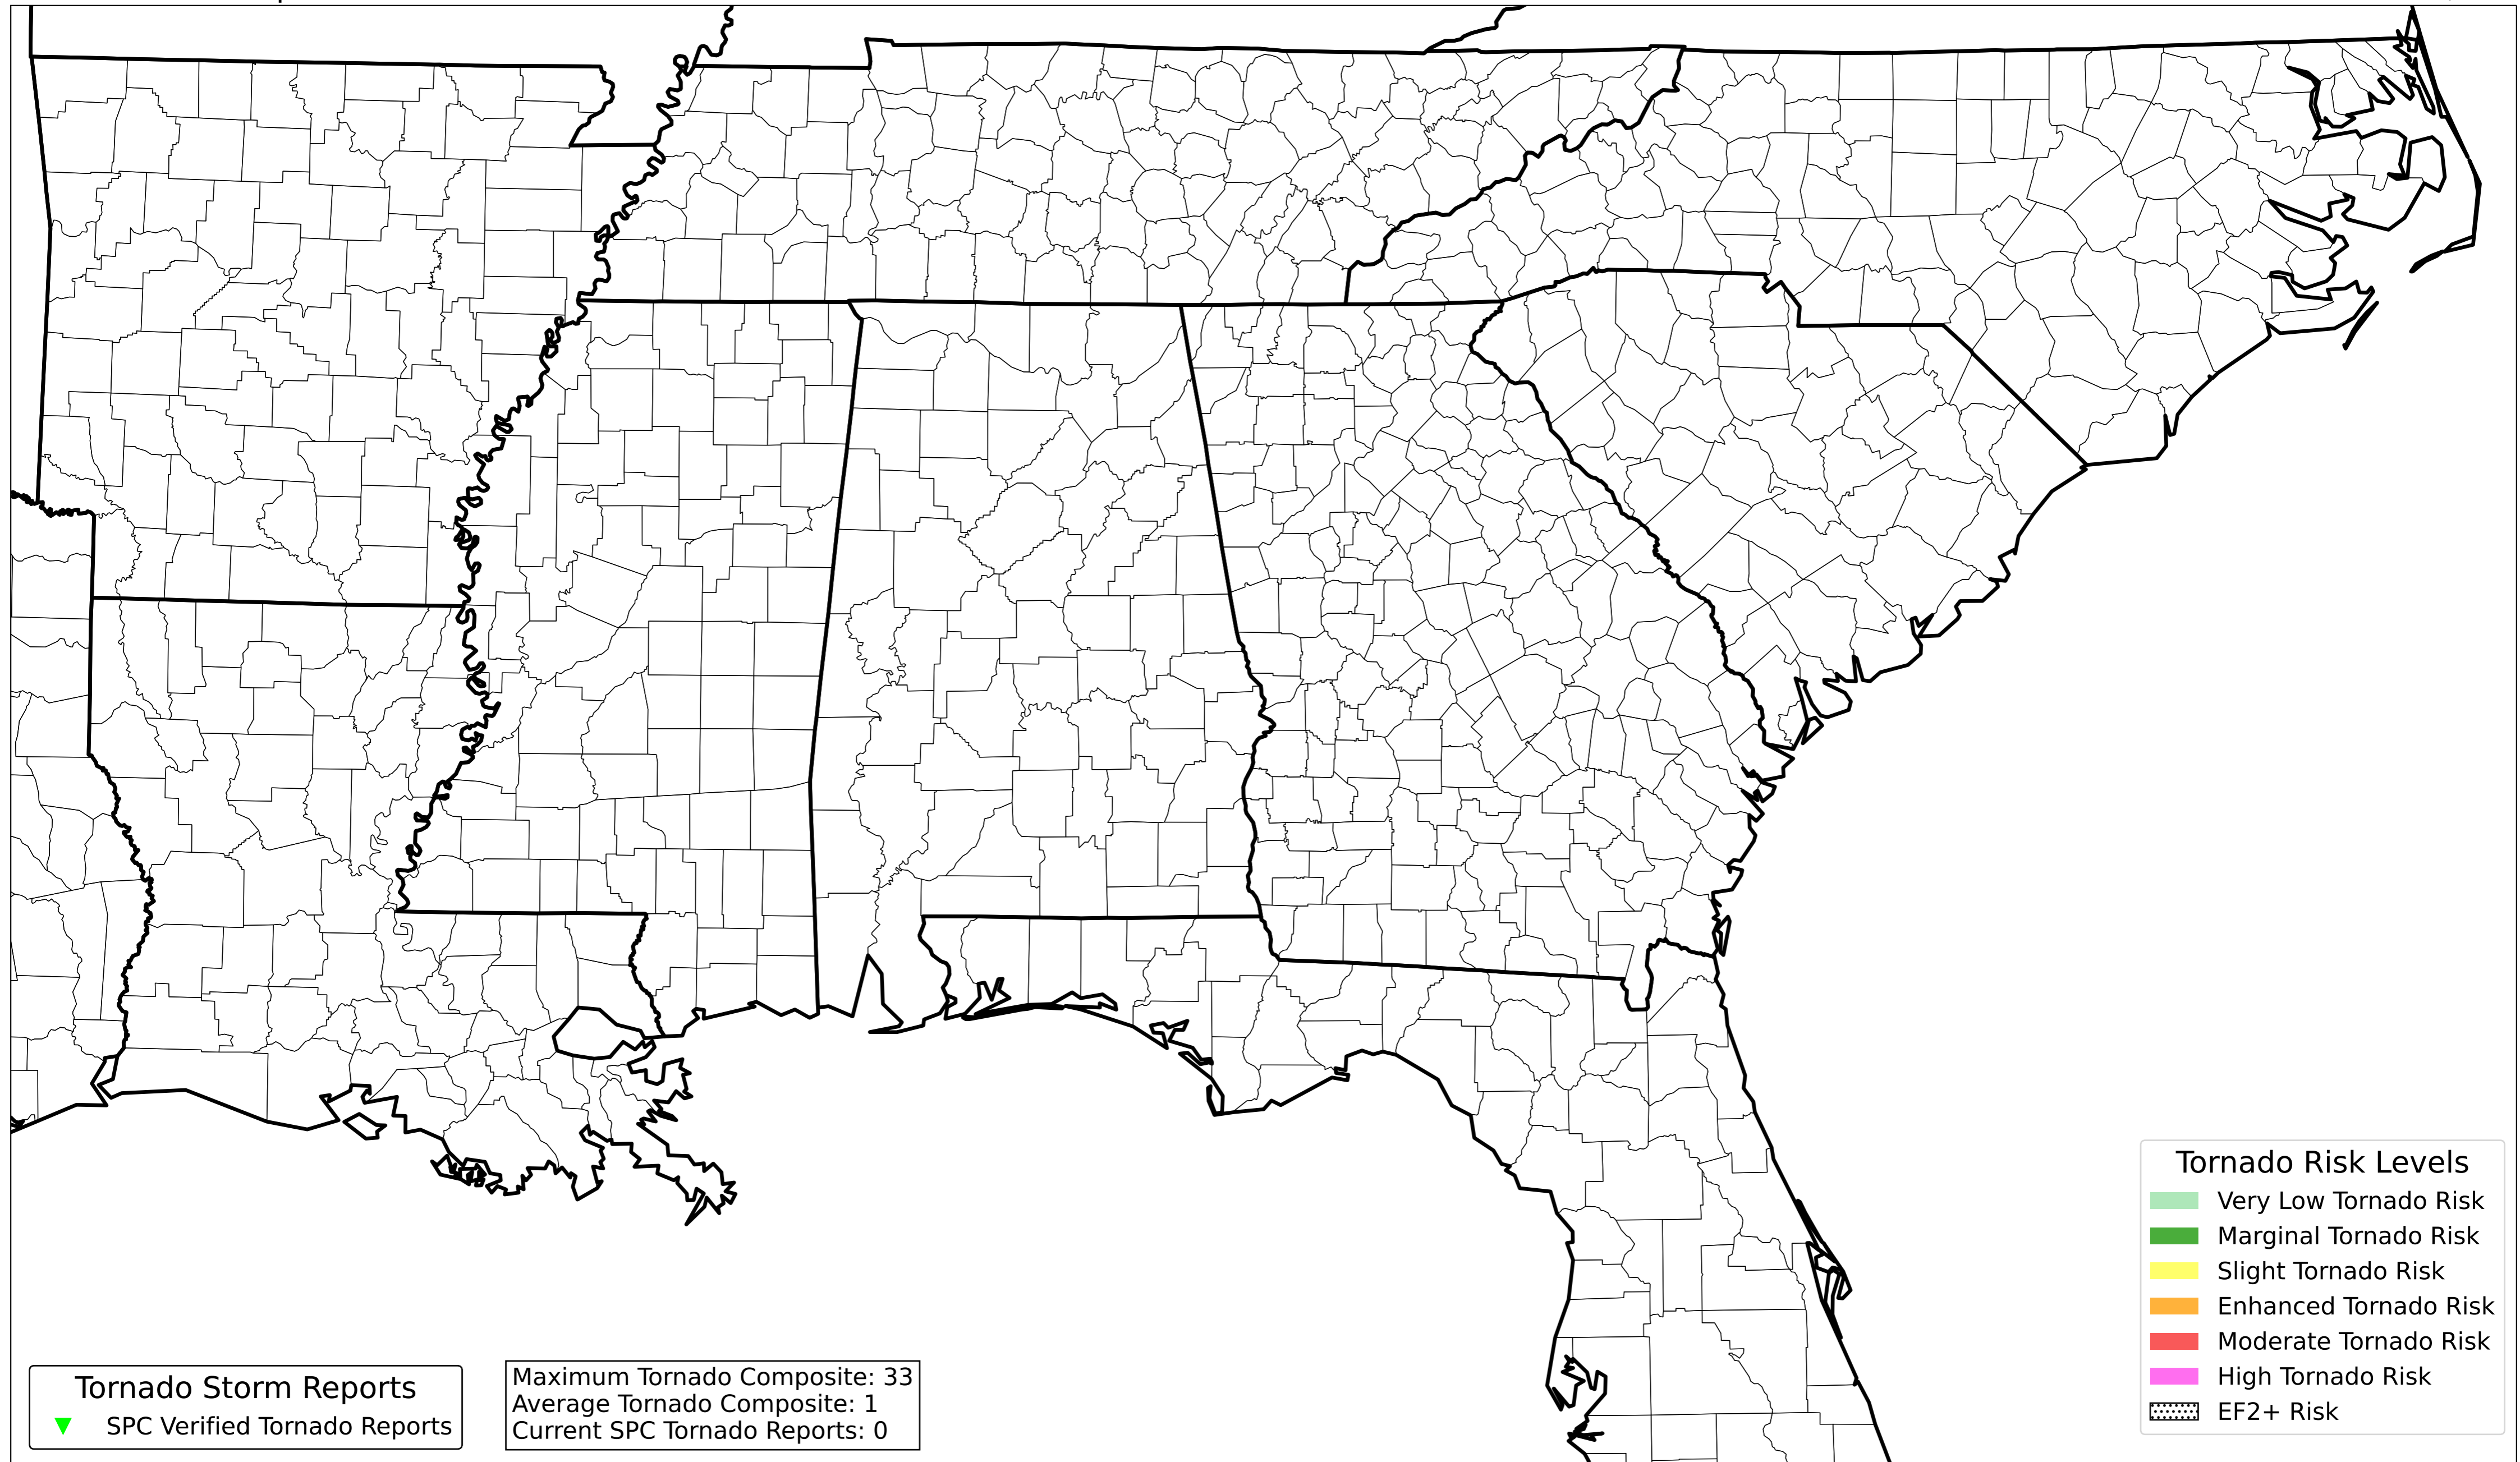 Tornado Risk Levels
Very Low Tornado Risk
Marginal Tornado Risk
Slight Tornado Risk
Enhanced Tornado Risk
Moderate Tornado Risk
High Tornado Risk
EF2+ Risk
Tornado Storm Reports
SPC Verified Tornado Reports
Maximum Tornado Composite: 33
Average Tornado Composite: 1
Current SPC Tornado Reports: 0